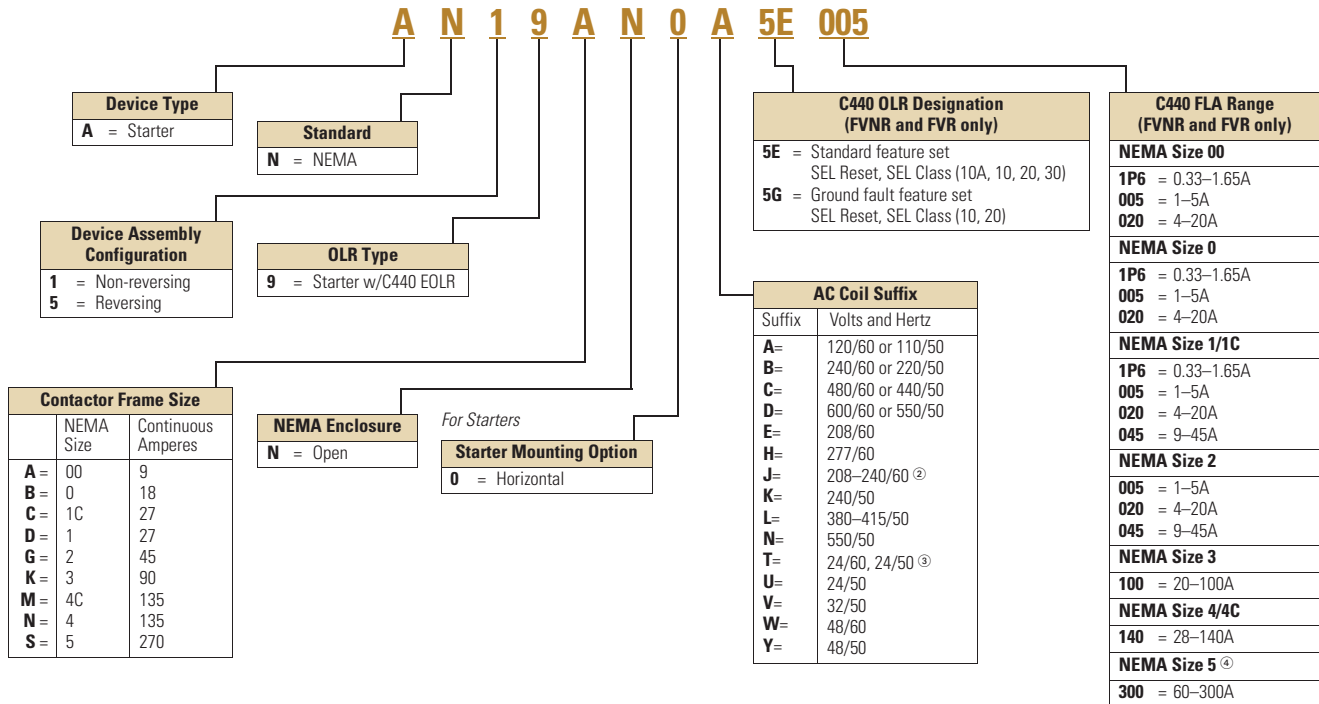 A N 1 9 A N 0 A 5E 005
Device Type
A = Starter
Standard
N = NEMA
Device Assembly
Configuration
1 = Non-reversing
5 = Reversing
OLR Type
9 = Starter w/C440 EOLR
Contactor Frame Size
NEMA Size Continuous Amperes
A = 00 9
B = 0 18
C = 1C 27
D = 1 27
G = 2 45
K = 3 90
M = 4C 135
N = 4 135
S = 5 270
NEMA Enclosure
N = Open
For Starters
Starter Mounting Option
0 = Horizontal
C440 OLR Designation
(FVNR and FVR only)
5E = Standard feature set
SEL Reset, SEL Class (10A, 10, 20, 30)
5G = Ground fault feature set
SEL Reset, SEL Class (10, 20)
AC Coil Suffix
Suffix Volts and Hertz
A= 120/60 or 110/50
B= 240/60 or 220/50
C= 480/60 or 440/50
D= 600/60 or 550/50
E= 208/60
H= 277/60
J= 208–240/60 ②
K= 240/50
L= 380–415/50
N= 550/50
T= 24/60, 24/50 ③
U= 24/50
V= 32/50
W= 48/60
Y= 48/50
C440 FLA Range
(FVNR and FVR only)
NEMA Size 00
1P6 = 0.33–1.65A
005 = 1–5A
020 = 4–20A
NEMA Size 0
1P6 = 0.33–1.65A
005 = 1–5A
020 = 4–20A
NEMA Size 1/1C
1P6 = 0.33–1.65A
005 = 1–5A
020 = 4–20A
045 = 9–45A
NEMA Size 2
005 = 1–5A
020 = 4–20A
045 = 9–45A
NEMA Size 3
100 = 20–100A
NEMA Size 4/4C
140 = 28–140A
NEMA Size 5 ④
300 = 60–300A